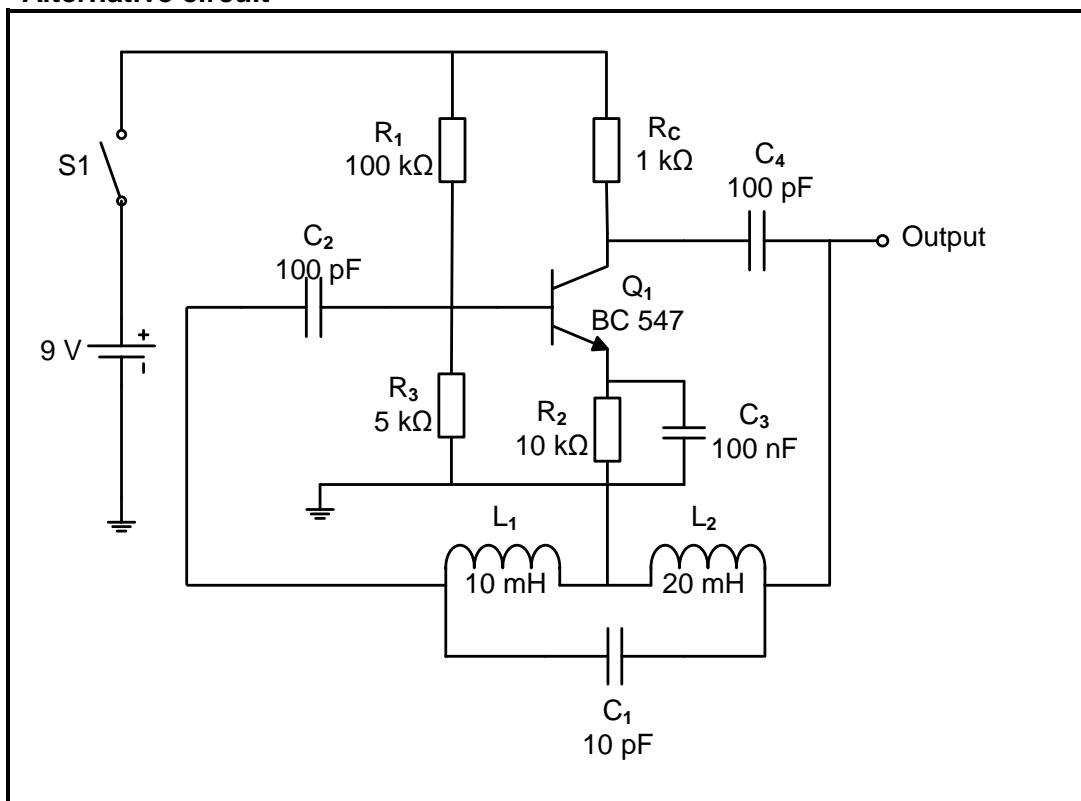 Alternative circuit
S1
9 V
+
R1
100 kΩ
RC
1 kΩ
C4
100 pF
Output
C2
100 pF
Q1
BC 547
R3
5 kΩ
R2
10 kΩ
C3
100 nF
L1
10 mH
L2
20 mH
C1
10 pF